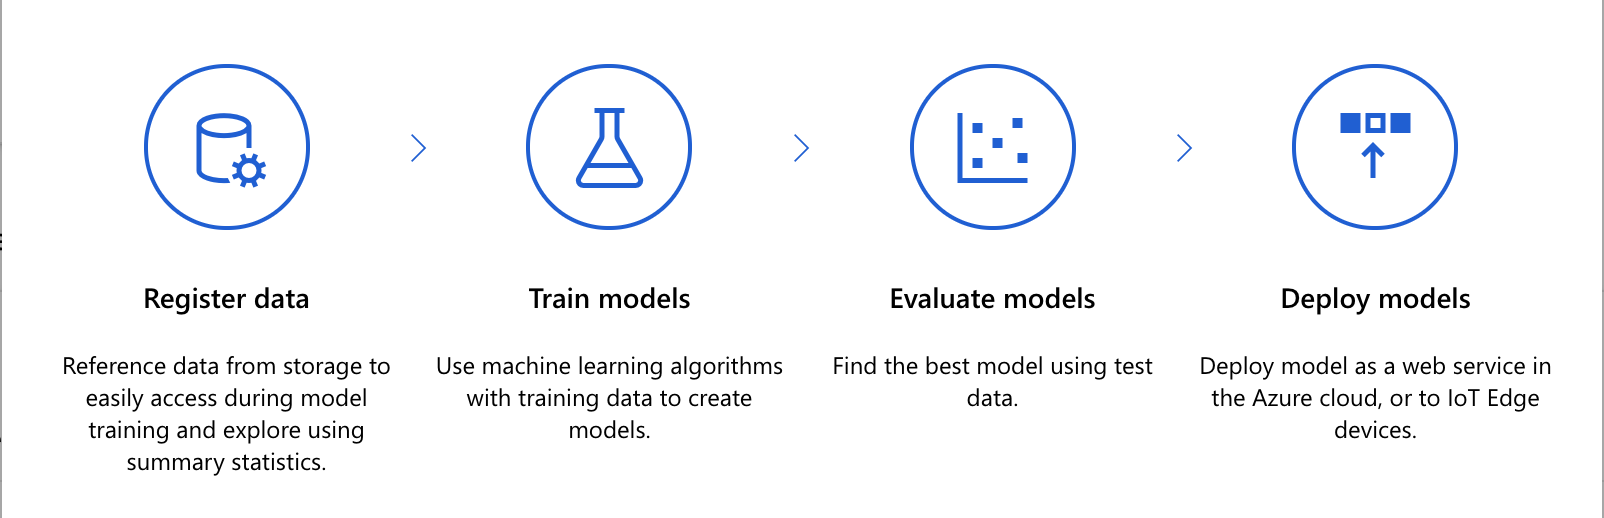 Register data
Reference data from storage to
easily access during model
training and explore using
summary statistics.
Train models
Use machine learning algorithms
with training data to create
models.
Evaluate models
Find the best model using test
data.
Deploy models
Deploy model as a web service in
the Azure cloud, or to IoT Edge
devices.